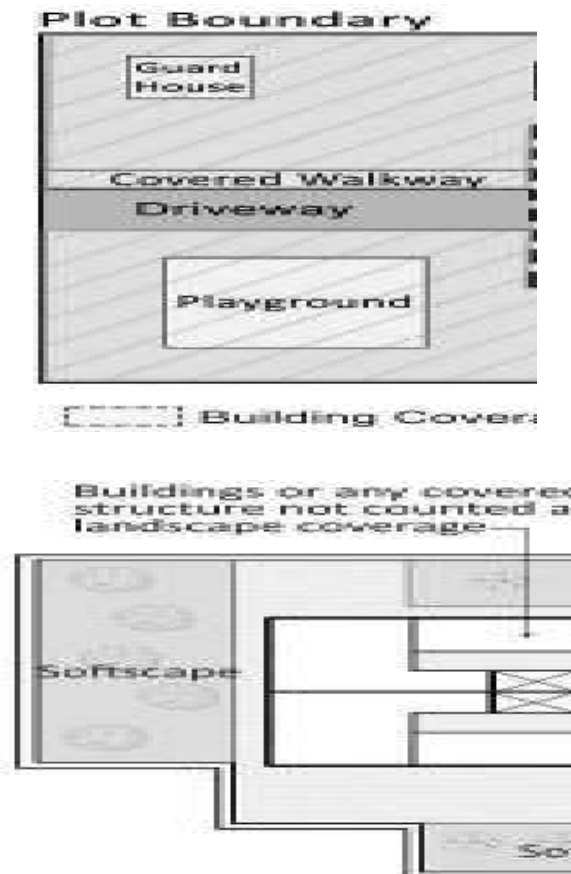 Plot Boundary
Guard
House
Covered Walkway
Driveway
Playground
Building Covera
Buildings or any covered
structure not counted a
landscape coverage
Softscape
So